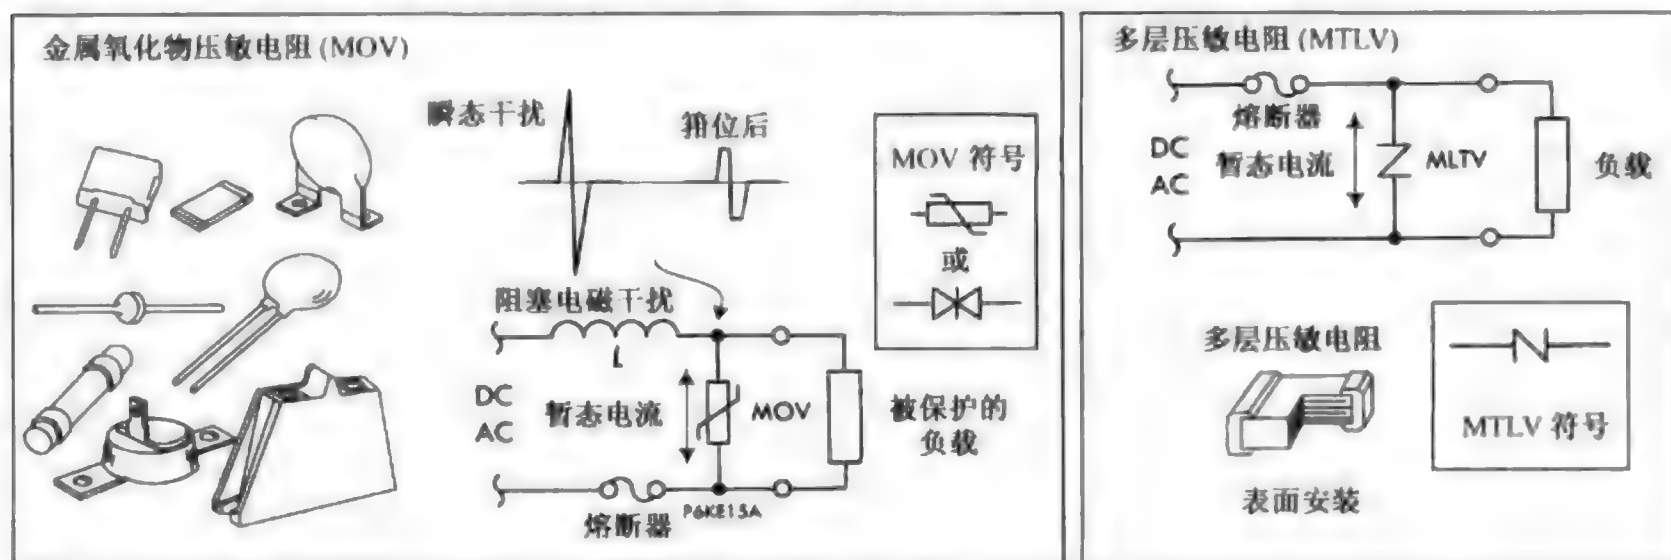 金属氧化物压敏电阻(MOV)
瞬态干扰
箝位后
MOV 符号
或
阻塞电磁干扰
L
DC
AC
暂态电流
MOV
被保护的
负载
熔断器
P6KE15A
多层压敏电阻(MTLV)
熔断器
DC
AC
暂态电流
MLTV
负载
多层压敏电阻
表面安装
MTLV 符号